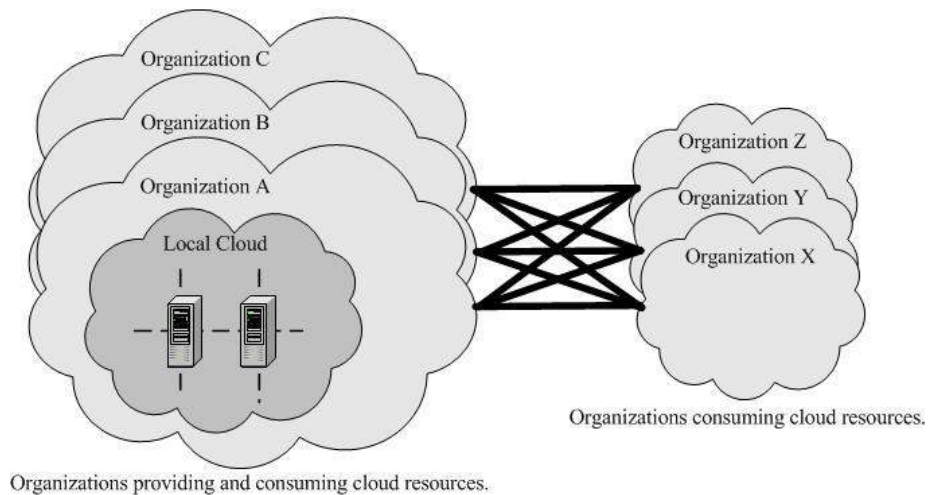 Organization C
Organization B
Organization A
Local Cloud
Organization Z
Organization Y
Organization X
Organizations consuming cloud resources.
Organizations providing and consuming cloud resources.